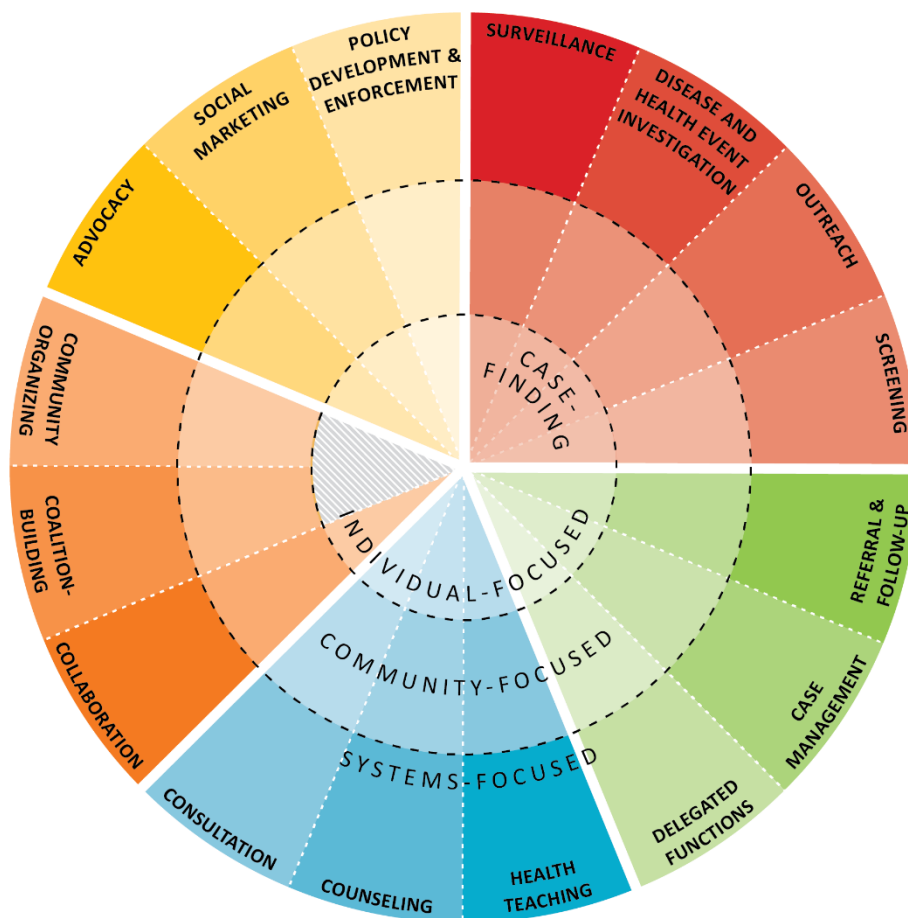 SURVEILLANCE
DISEASE AND
HEALTH EVENT
INVESTIGATION
OUTREACH
SCREENING
REFERRAL &
FOLLOW-UP
CASE
MANAGEMENT
DELEGATED
FUNCTIONS
HEALTH
TEACHING
COUNSELING
CONSULTATION
COLLABORATION
COALITION-
BUILDING
COMMUNITY
ORGANIZING
ADVOCACY
SOCIAL
MARKETING
POLICY
DEVELOPMENT &
ENFORCEMENT
CASE-
FINDING
INDIVIDUAL-FOCUSED
COMMUNITY-FOCUSED
SYSTEMS-FOCUSED